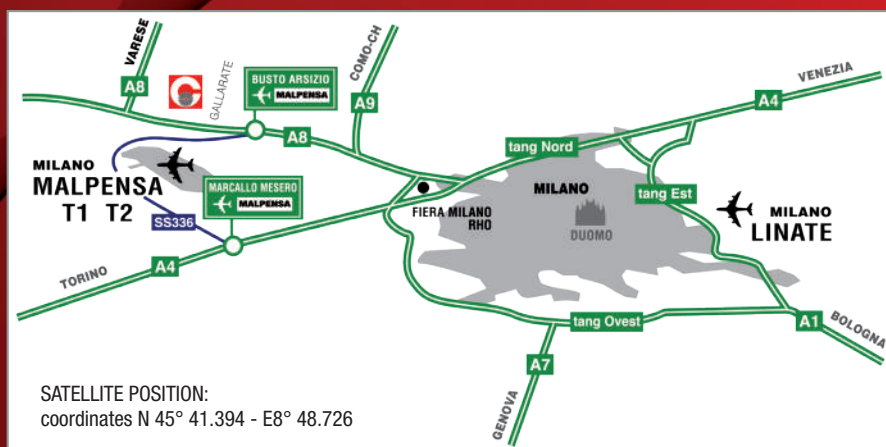 VARESE
A8
GALLARATE
BUSTO ARSIZIO
MALPENSA
COMO-CH
A9
A8
VENEZIA
A4
tang Nord
MILANO
MALPENSA
T1 T2
MARCALLO MESERO
MALPENSA
SS336
FIERA MILANO
RHO
MILANO
DUOMO
tang Est
MILANO
LINATE
TORINO
A4
tang Ovest
A1
BOLOGNA
A7
GENOVA
SATELLITE POSITION:
coordinates N 45° 41.394 - E8° 48.726